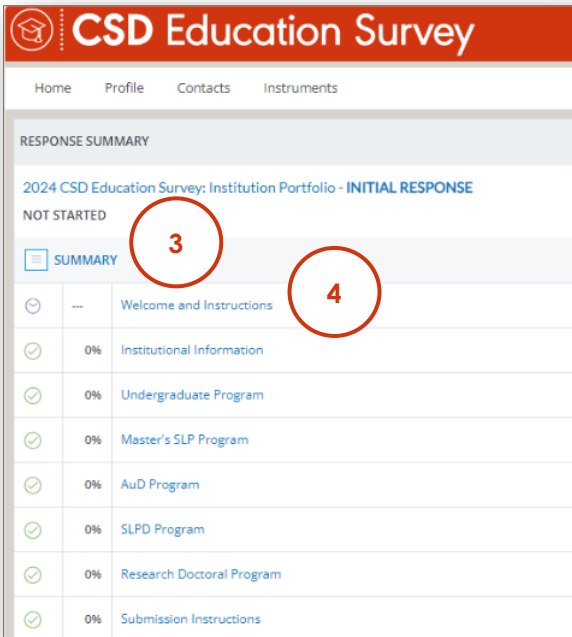 CSD Education Survey
Home Profile Contacts Instruments
RESPONSE SUMMARY
2024 CSD Education Survey: Institution Portfolio - INITIAL RESPONSE
NOT STARTED
3
SUMMARY
4
--- Welcome and Instructions
0% Institutional Information
0% Undergraduate Program
0% Master's SLP Program
0% AuD Program
0% SLPD Program
0% Research Doctoral Program
0% Submission Instructions